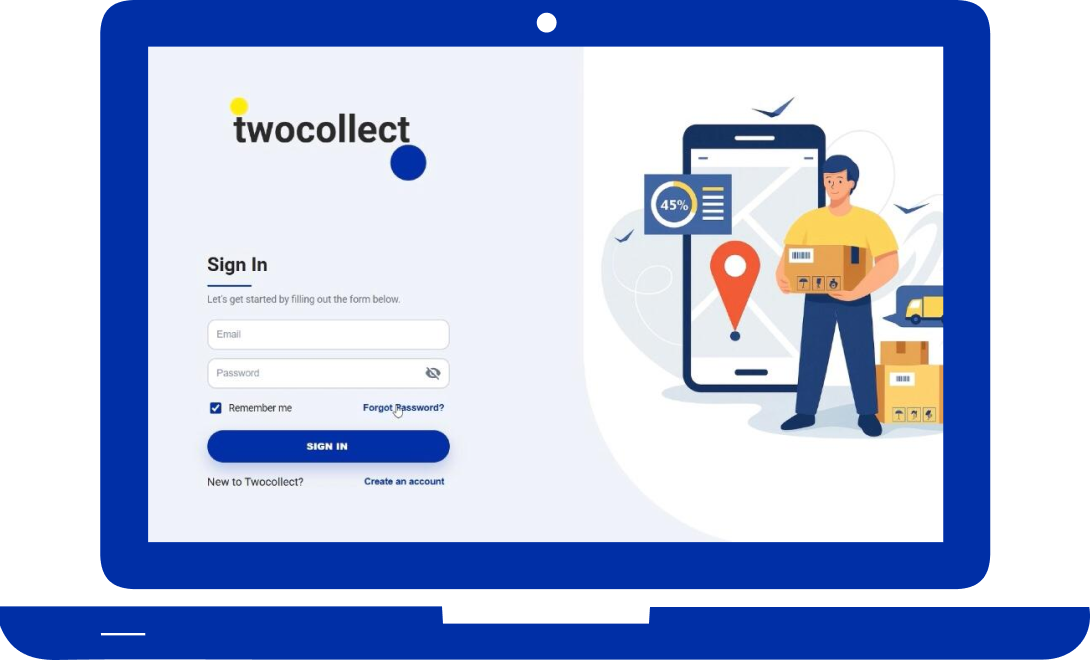 twocollect
Sign In
Let's get started by filling out the form below.
Email
Password
Remember me Forgot Password?
SIGN IN
New to Twocollect? Create an account
45%